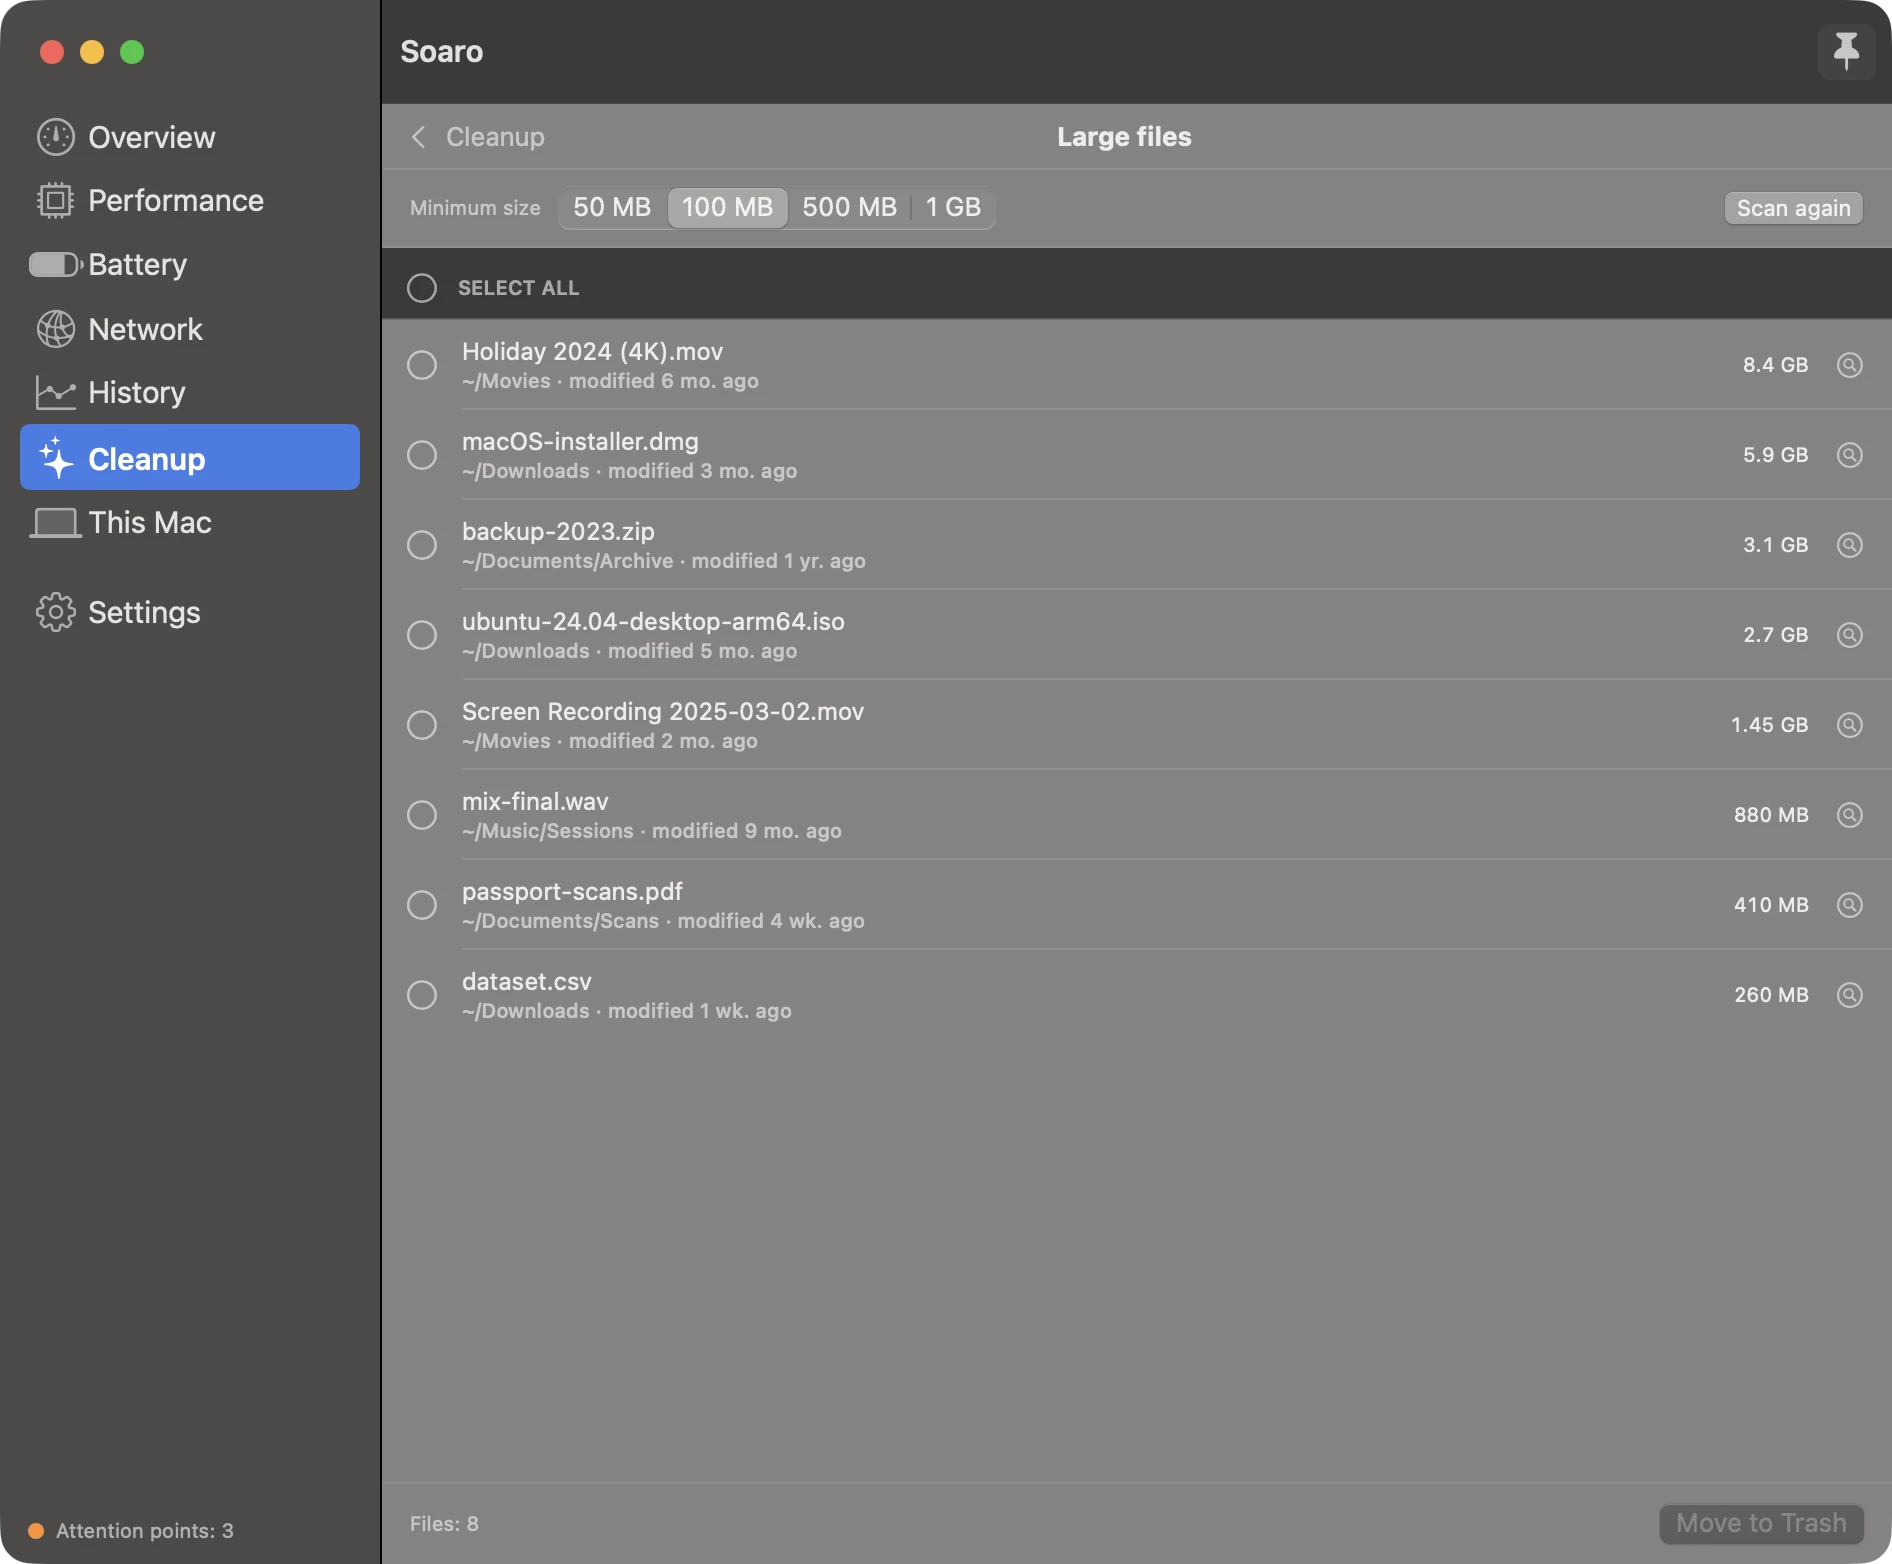 Soaro
Overview
Performance
Battery
Network
History
Cleanup
This Mac
Settings
Attention points: 3
Cleanup
Large files
Minimum size
50 MB
100 MB
500 MB
1 GB
Scan again
SELECT ALL
Holiday 2024 (4K).mov
~/Movies · modified 6 mo. ago
8.4 GB
macOS-installer.dmg
~/Downloads · modified 3 mo. ago
5.9 GB
backup-2023.zip
~/Documents/Archive · modified 1 yr. ago
3.1 GB
ubuntu-24.04-desktop-arm64.iso
~/Downloads · modified 5 mo. ago
2.7 GB
Screen Recording 2025-03-02.mov
~/Movies · modified 2 mo. ago
1.45 GB
mix-final.wav
~/Music/Sessions · modified 9 mo. ago
880 MB
passport-scans.pdf
~/Documents/Scans · modified 4 wk. ago
410 MB
dataset.csv
~/Downloads · modified 1 wk. ago
260 MB
Files: 8
Move to Trash